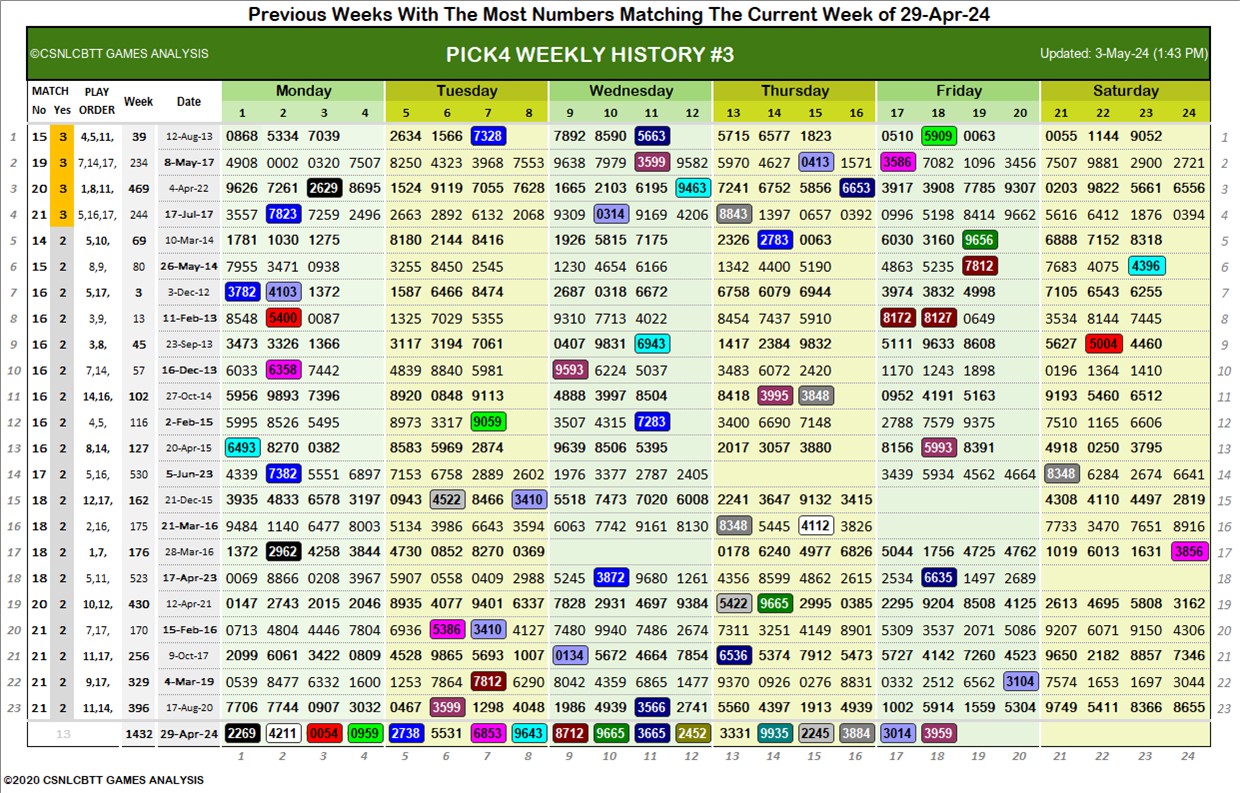 Previous Weeks With The Most Numbers Matching The Current Week of 29-Apr-24
©CSNLCBTT GAMES ANALYSIS PICK4 WEEKLY HISTORY #3 Updated: 3-May-24 (1:43 PM)
MATCH PLAY Week Date Monday Tuesday Wednesday Thursday Friday Saturday
No Yes ORDER 1 2 3 4 5 6 7 8 9 10 11 12 13 14 15 16 17 18 19 20 21 22 23 24
1 15 3 4,5,11, 39 12-Aug-13 0868 5334 7039 2634 1566 7328 7892 8590 5663 5715 6577 1823 0510 5909 0063 0055 1144 9052 1
2 19 3 7,14,17, 234 8-May-17 4908 0002 0320 7507 8250 4323 3968 7553 9638 7979 3599 9582 5970 4627 0413 1571 3586 7082 1096 3456 7507 9881 2900 2721 2
3 20 3 1,8,11, 469 4-Apr-22 9626 7261 2629 8695 1524 9119 7055 7628 1665 2103 6195 9463 7241 6752 5856 6653 3917 3908 7785 9307 0203 9822 5661 6556 3
4 21 3 5,16,17, 244 17-Jul-17 3557 7823 7259 2496 2663 2892 6132 2068 9309 0314 9169 4206 8843 1397 0657 0392 0996 5198 8414 9662 5616 6412 1876 0394 4
5 14 2 5,10, 69 10-Mar-14 1781 1030 1275 8180 2144 8416 1926 5815 7175 2326 2783 0063 6030 3160 9656 6888 7152 8318 5
6 15 2 8,9, 80 26-May-14 7955 3471 0938 3255 8450 2545 1230 4654 6166 1342 4400 5190 4863 5235 7812 7683 4075 4396 6
7 16 2 5,17, 3 3-Dec-12 3782 4103 1372 1587 6466 8474 2687 0318 6672 6758 6079 6944 3974 3832 4998 7105 6543 6255 7
8 16 2 3,9, 13 11-Feb-13 8548 5400 0087 1325 7029 5355 9310 7713 4022 8454 7437 5910 8172 8127 0649 3534 8144 7445 8
9 16 2 3,8, 45 23-Sep-13 3473 3326 1366 3117 3194 7061 0407 9831 6943 1417 2384 9832 5111 9633 8608 5627 5004 4460 9
10 16 2 7,14, 57 16-Dec-13 6033 6358 7442 4839 8840 5981 9593 6224 5037 3483 6072 2420 1170 1243 1898 0196 1364 1410 10
11 16 2 14,16, 102 27-Oct-14 5956 9893 7396 8920 0848 9113 4888 3997 8504 8418 3995 3848 0952 4191 5163 9193 5460 6512 11
12 16 2 4,5, 116 2-Feb-15 5995 8526 5495 8973 3317 9059 3507 4315 7283 3400 6690 7148 2788 7579 9375 7510 1165 6606 12
13 16 2 8,14, 127 20-Apr-15 6493 8270 0382 8583 5969 2874 9639 8506 5395 2017 3057 3880 8156 5993 8391 4918 0250 3795 13
14 17 2 5,16, 530 5-Jun-23 4339 7382 5551 6897 7153 6758 2889 2602 1976 3377 2787 2405 3439 5934 4562 4664 8348 6284 2674 6641 14
15 18 2 12,17, 162 21-Dec-15 3935 4833 6578 3197 0943 4522 8466 3410 5518 7473 7020 6008 2241 3647 9132 3415 4308 4110 4497 2819 15
16 18 2 2,16, 175 21-Mar-16 9484 1140 6477 8003 5134 3986 6643 3594 6063 7742 9161 8130 8348 5445 4112 3826 7733 3470 7651 8916 16
17 18 2 1,7, 176 28-Mar-16 1372 2962 4258 3844 4730 0852 8270 0369 0178 6240 4977 6826 5044 1756 4725 4762 1019 6013 1631 3856 17
18 18 2 5,11, 523 17-Apr-23 0069 8866 0208 3967 5907 0558 0409 2988 5245 3872 9680 1261 4356 8599 4862 2615 2534 6635 1497 2689 18
19 20 2 10,12, 430 12-Apr-21 0147 2743 2015 2046 8935 4077 9401 6337 7828 2931 4697 9384 5422 9665 2995 0385 2295 9204 8508 4125 2613 4695 5808 3162 19
20 21 2 7,17, 170 15-Feb-16 0713 4804 4446 7804 6936 5386 3410 4127 7480 9940 7486 2674 7311 3251 4149 8901 5309 3537 2071 5086 9207 6071 9150 4306 20
21 21 2 11,17, 256 9-Oct-17 2099 6061 3422 0809 4528 9865 5693 1007 0134 5672 4664 7854 6536 5374 7912 5473 5727 4142 7260 4523 9650 2182 8857 7346 21
22 21 2 9,17, 329 4-Mar-19 0539 8477 6332 1600 1253 7864 7812 6290 8042 4359 6865 1477 9370 0926 0276 8831 0332 2512 6562 3104 7574 1653 1697 3044 22
23 21 2 11,14, 396 17-Aug-20 7706 7744 0907 3032 0467 3599 1298 4048 1986 4939 3566 2741 5560 4397 1913 4939 1002 5914 1559 5304 9749 5411 8366 8655 23
13 1432 29-Apr-24 2269 4211 0054 0959 2738 5531 6853 9643 8712 9665 3665 2452 3331 9935 2245 3884 3014 3959
1 2 3 4 5 6 7 8 9 10 11 12 13 14 15 16 17 18 19 20 21 22 23 24
©2020 CSNLCBTT GAMES ANALYSIS